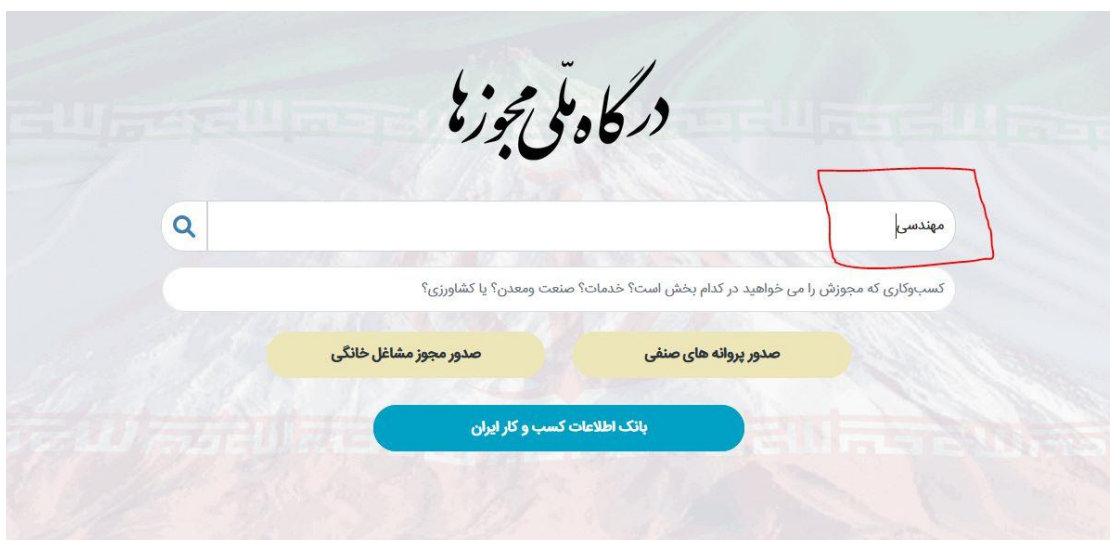 درگاه ملّی مجوزها
مهندسی
کسب‌وکاری که مجوزش را می خواهید در کدام بخش است؟ خدمات؟ صنعت ومعدن؟ یا کشاورزی؟
صدور پروانه های صنفی
صدور مجوز مشاغل خانگی
بانک اطلاعات کسب و کار ایران